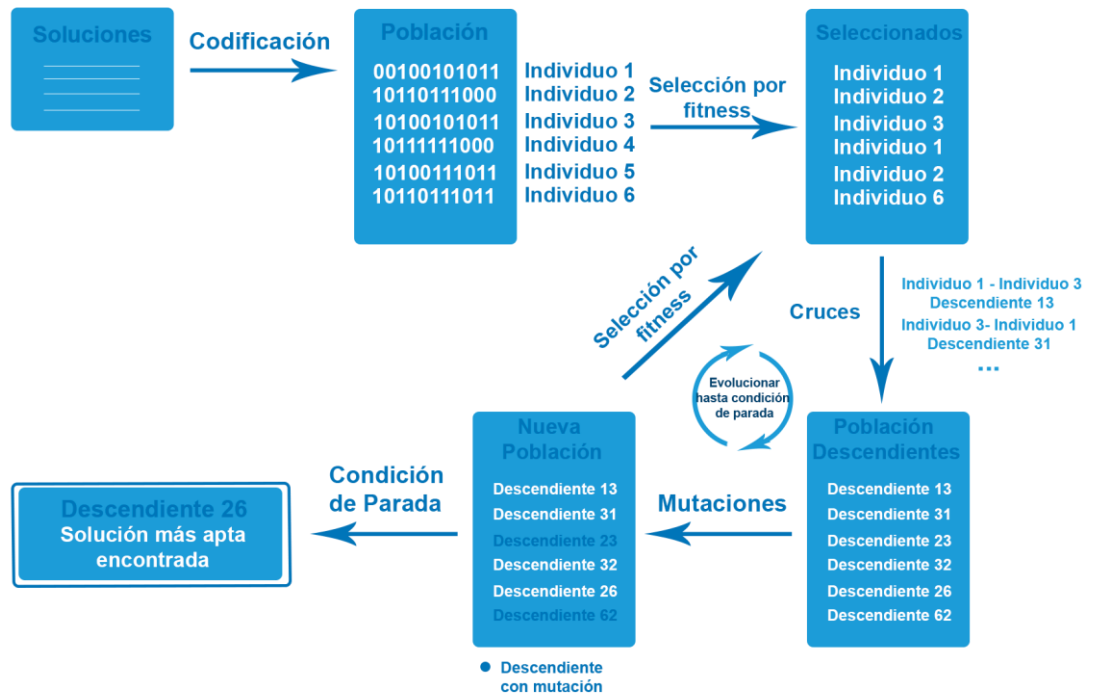 Soluciones
Codificación
Población
00100101011 Individuo 1
10110111000 Individuo 2
10100101011 Individuo 3
10111111000 Individuo 4
10100111011 Individuo 5
10110111011 Individuo 6
Selección por
fitness
Seleccionados
Individuo 1
Individuo 2
Individuo 3
Individuo 1
Individuo 2
Individuo 6
Cruces
Individuo 1 - Individuo 3
Descendiente 13
Individuo 3- Individuo 1
Descendiente 31
...
Selección por
fitness
Evolucionar
hasta condición
de parada
Población
Descendientes
Descendiente 13
Descendiente 31
Descendiente 23
Descendiente 32
Descendiente 26
Descendiente 62
Mutaciones
Nueva
Población
Descendiente 13
Descendiente 31
Descendiente 23
Descendiente 32
Descendiente 26
Descendiente 62
Descendiente
con mutación
Condición
de Parada
Descendiente 26
Solución más apta
encontrada